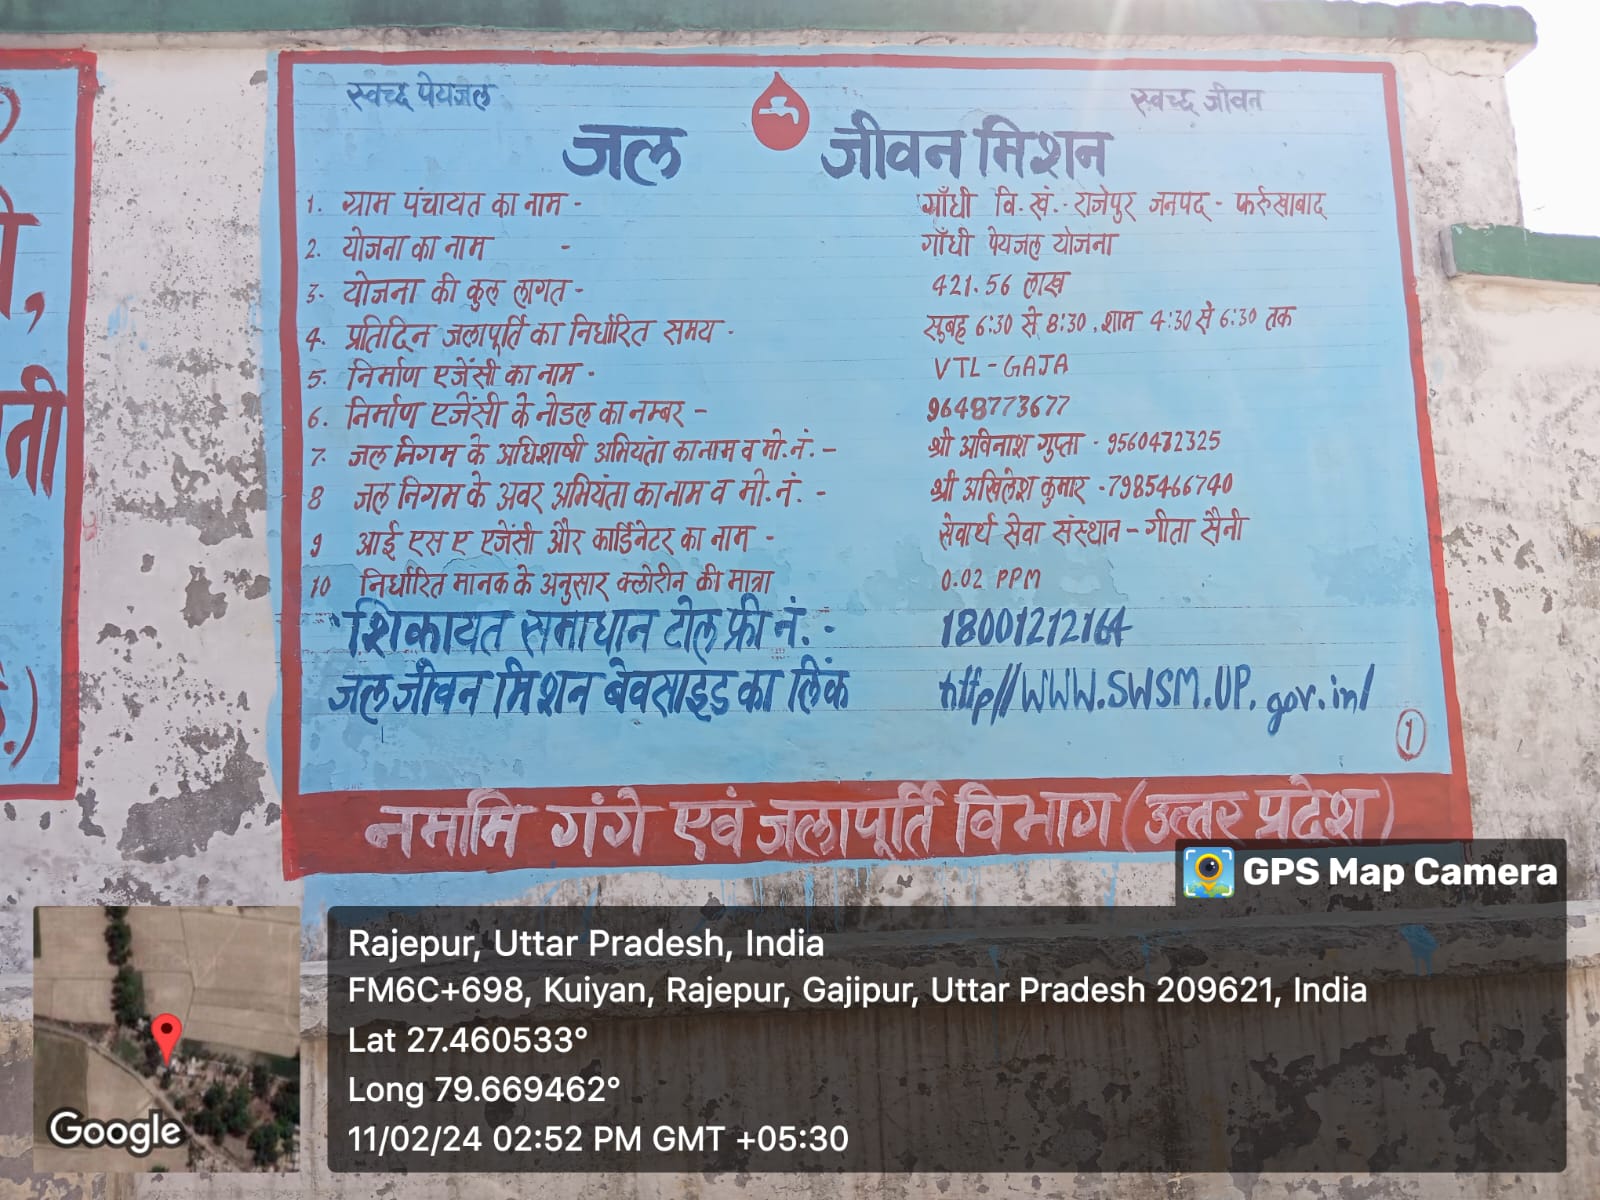 स्वच्छ पेयजल स्वच्छ जीवन
जल जीवन मिशन
1. ग्राम पंचायत का नाम - गाँधी वि. खं. - राजेपुर जनपद - फर्रुखाबाद
2. योजना का नाम - गाँधी पेयजल योजना
3. योजना की कुल लागत - 421.56 लाख
4. प्रतिदिन जलापूर्ति का निर्धारित समय - सुबह 6:30 से 8:30, शाम 4:30 से 6:30 तक
5. निर्माण एजेंसी का नाम - VTL-GAJA
6. निर्माण एजेंसी के नोडल का नम्बर - 9648773677
7. जल निगम के अधिशाषी अभियंता का नाम व मो. नं. - श्री अविनाश गुप्ता - 9560472325
8 जल निगम के अवर अभियंता का नाम व मो. नं. - श्री अखिलेश कुमार - 7985466740
9 आई एस ए एजेंसी और कार्डिनेटर का नाम - सेवार्थ सेवा संस्थान - गीता सैनी
10 निर्धारित मानक के अनुसार क्लोरीन की मात्रा 0.02 PPM
शिकायत समाधान टोल फ्री नं. - 18001212164
जल जीवन मिशन बेवसाइड का लिंक http//WWW.SWSM.UP.gov.in/
1
नमामि गंगे एवं जलापूर्ति विभाग (उत्तर प्रदेश)
GPS Map Camera
Rajepur, Uttar Pradesh, India
FM6C+698, Kuiyan, Rajepur, Gajipur, Uttar Pradesh 209621, India
Lat 27.460533°
Long 79.669462°
11/02/24 02:52 PM GMT +05:30
Google